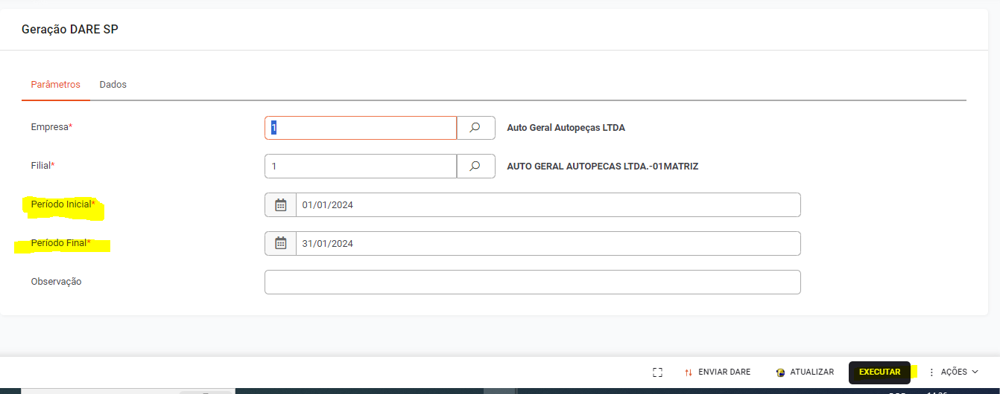 Geração DARE SP
Parâmetros Dados
Empresa* 1 Auto Geral Autopeças LTDA
Filial* 1 AUTO GERAL AUTOPECAS LTDA.-01MATRIZ
Período Inicial* 01/01/2024
Período Final* 31/01/2024
Observação
ENVIAR DARE ATUALIZAR EXECUTAR AÇÕES